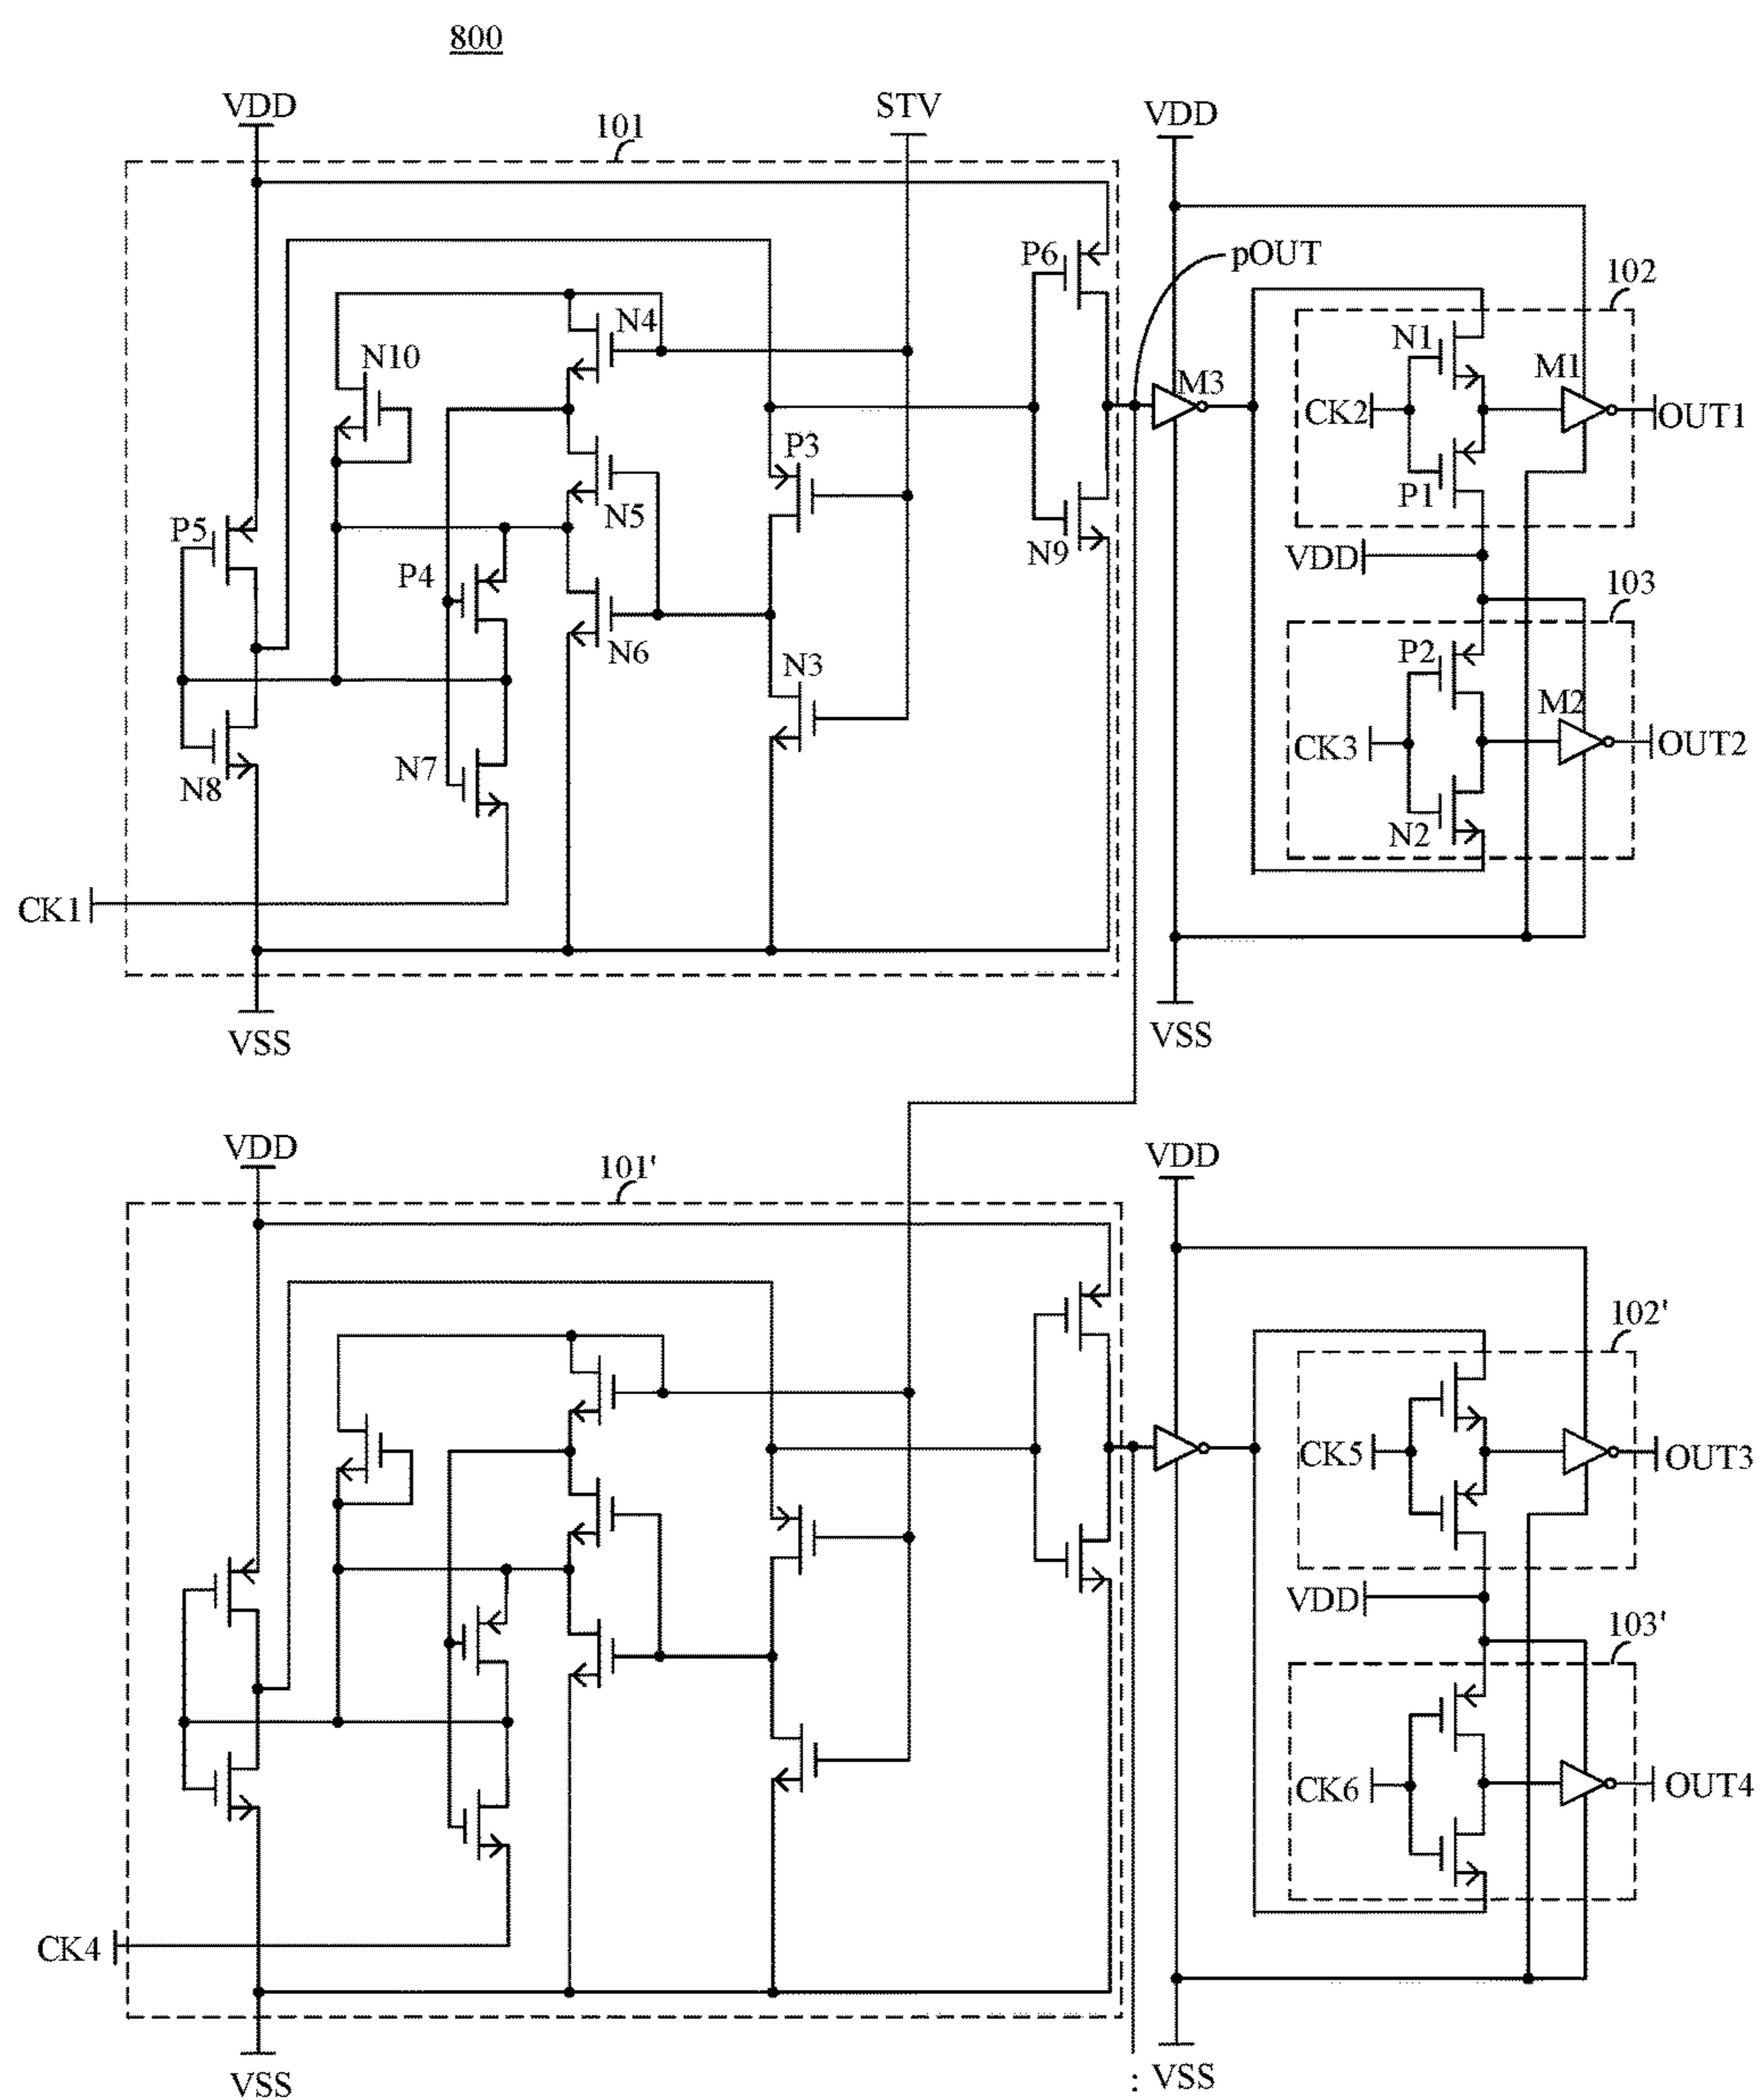 800
VDD
STV
VDD
101
pOUT
102
P6
N4
N1
M1
N10
M3
CK2
OUT1
P3
P1
P5
N5
N9
VDD
P4
103
N6
P2
N3
M2
CK3
OUT2
N7
N8
N2
CK1
VSS
VSS
VDD
101'
VDD
102'
CK5
OUT3
VDD
103'
CK6
OUT4
CK4
VSS
VSS